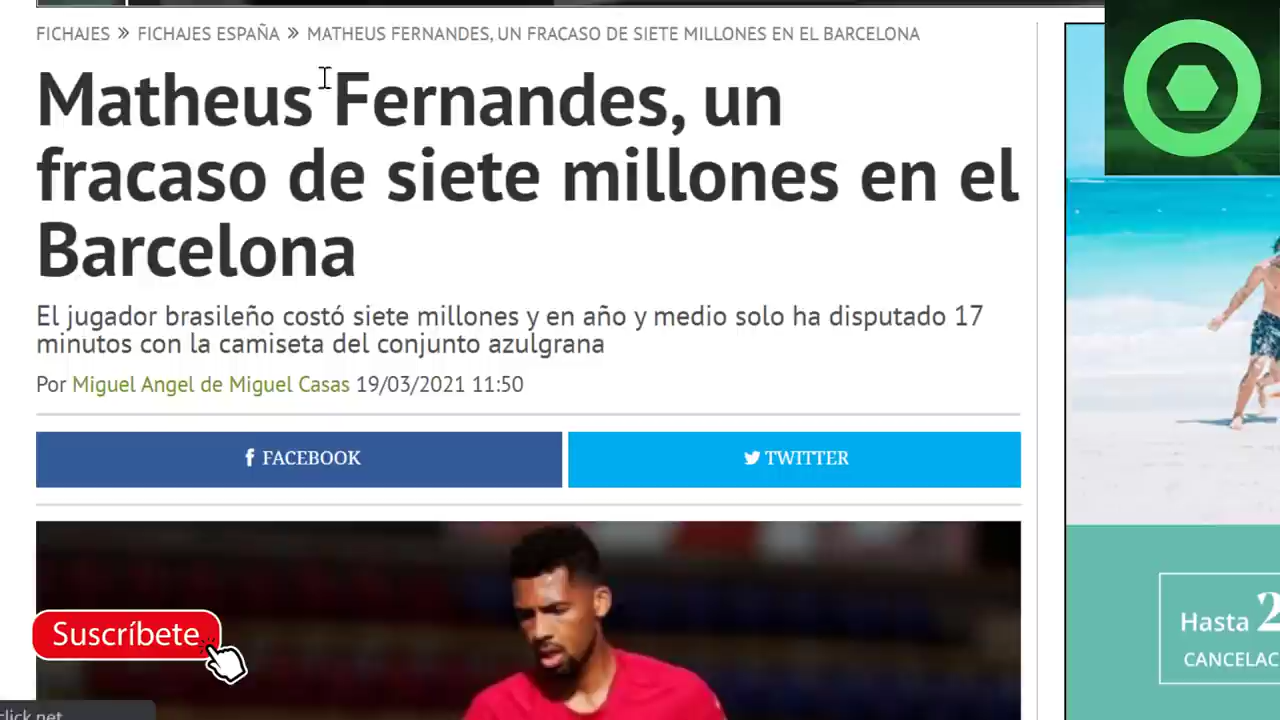 FICHAJES » FICHAJES ESPAÑA » MATHEUS FERNANDES, UN FRACASO DE SIETE MILLONES EN EL BARCELONA
Matheus Fernandes, un
fracaso de siete millones en el
Barcelona
El jugador brasileño costó siete millones y en año y medio solo ha disputado 17
minutos con la camiseta del conjunto azulgrana
Por Miguel Angel de Miguel Casas 19/03/2021 11:50
FACEBOOK
TWITTER
Suscríbete
Hasta 2
click.net